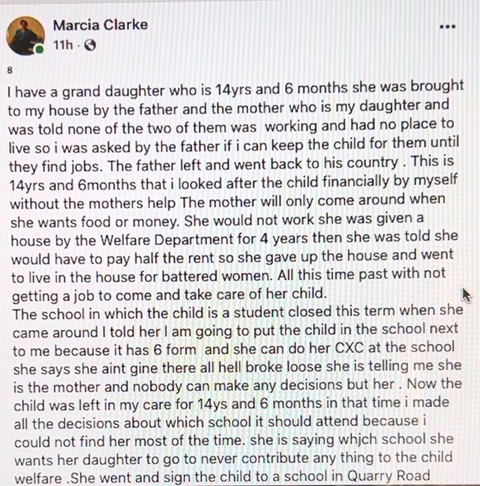 Marcia Clarke
11h
8
I have a grand daughter who is 14yrs and 6 months she was brought
to my house by the father and the mother who is my daughter and
was told none of the two of them was working and had no place to
live so i was asked by the father if i can keep the child for them until
they find jobs. The father left and went back to his country . This is
14yrs and 6months that i looked after the child financially by myself
without the mothers help The mother will only come around when
she wants food or money. She would not work she was given a
house by the Welfare Department for 4 years then she was told she
would have to pay half the rent so she gave up the house and went
to live in the house for battered women. All this time past with not
getting a job to come and take care of her child.
The school in which the child is a student closed this term when she
came around I told her I am going to put the child in the school next
to me because it has 6 form and she can do her CXC at the school
she says she aint gine there all hell broke loose she is telling me she
is the mother and nobody can make any decisions but her . Now the
child was left in my care for 14ys and 6 months in that time i made
all the decisions about which school it should attend because i
could not find her most of the time. she is saying whjch school she
wants her daughter to go to never contribute any thing to the child
welfare .She went and sign the child to a school in Quarry Road